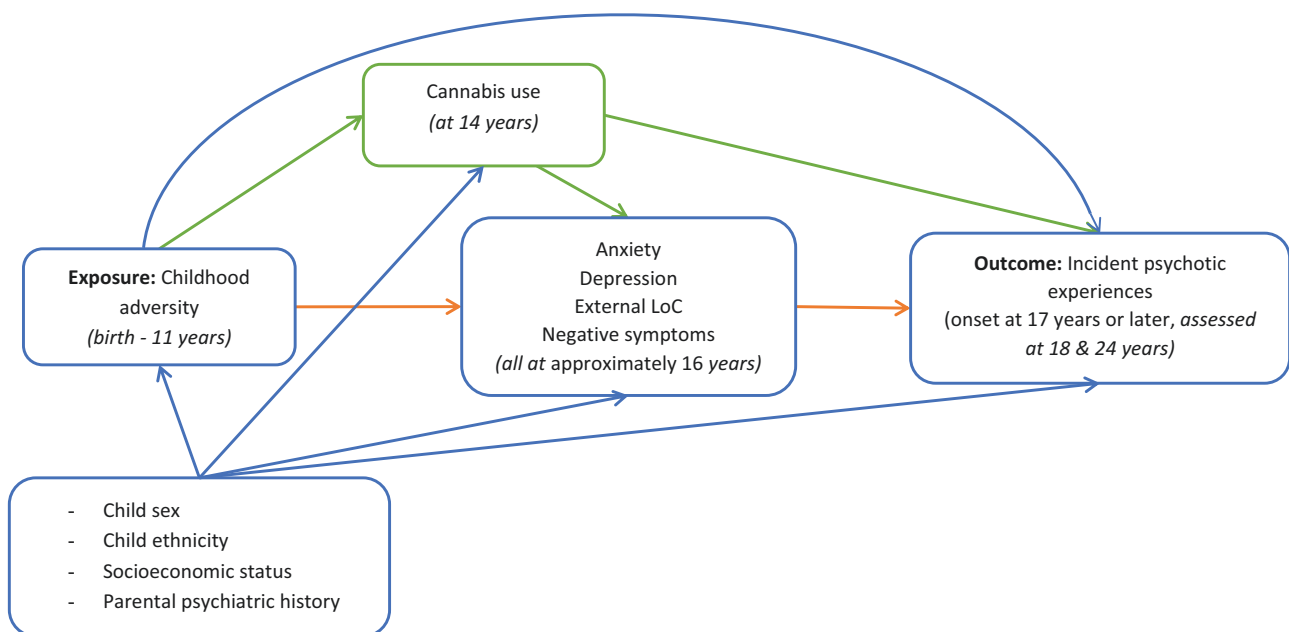 Cannabis use
(at 14 years)
Exposure: Childhood
adversity
(birth - 11 years)
Anxiety
Depression
External LoC
Negative symptoms
(all at approximately 16 years)
Outcome: Incident psychotic
experiences
(onset at 17 years or later, assessed
at 18 & 24 years)
- Child sex
- Child ethnicity
- Socioeconomic status
- Parental psychiatric history